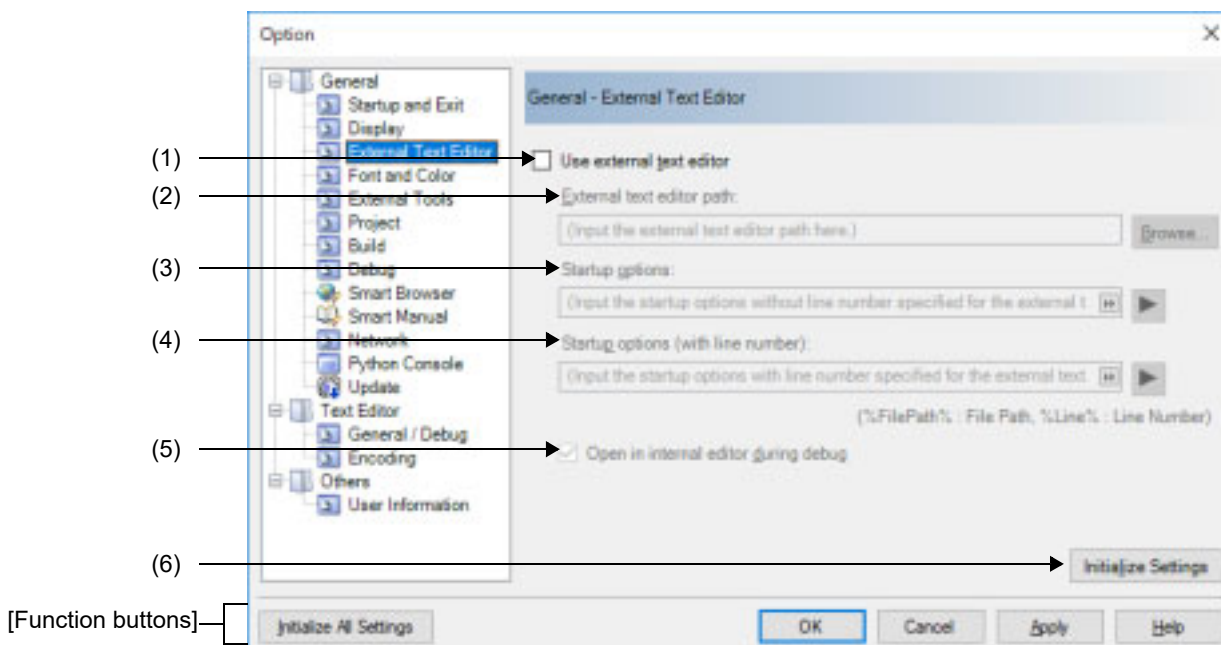 Option
General
Startup and Exit
Display
External Text Editor
Font and Color
External Tools
Project
Build
Debug
Smart Browser
Smart Manual
Network
Python Console
Update
Text Editor
General / Debug
Encoding
Others
User Information
General - External Text Editor
(1)
Use external text editor
(2)
External text editor path:
(Input the external text editor path here.)
Browse...
(3)
Startup options:
(Input the startup options without line number specified for the external t
(4)
Startup options (with line number):
(Input the startup options with line number specified for the external text
(%FilePath% : File Path, %Line% : Line Number)
(5)
Open in internal editor during debug
(6)
Initialize Settings
[Function buttons]
Initialize All Settings
OK
Cancel
Apply
Help